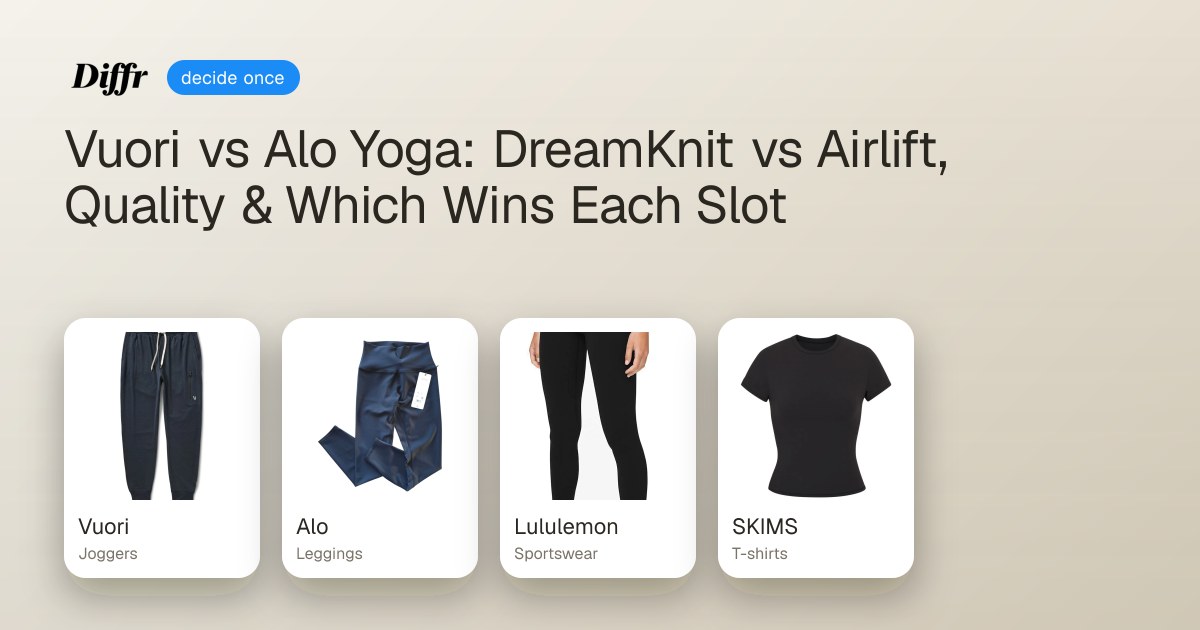 Diffr
decide once
Vuori vs Alo Yoga: DreamKnit vs Airlift,
Quality & Which Wins Each Slot
Vuori
Joggers
Alo
Leggings
Lululemon
Sportswear
SKIMS
T-shirts